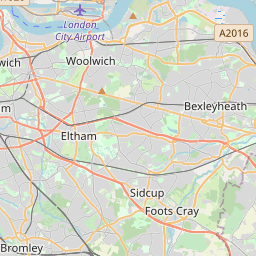 London
City Airport
A2016
wich
Woolwich
Bexleyheath
m
Eltham
Sidcup
Foots Cray
Bromley